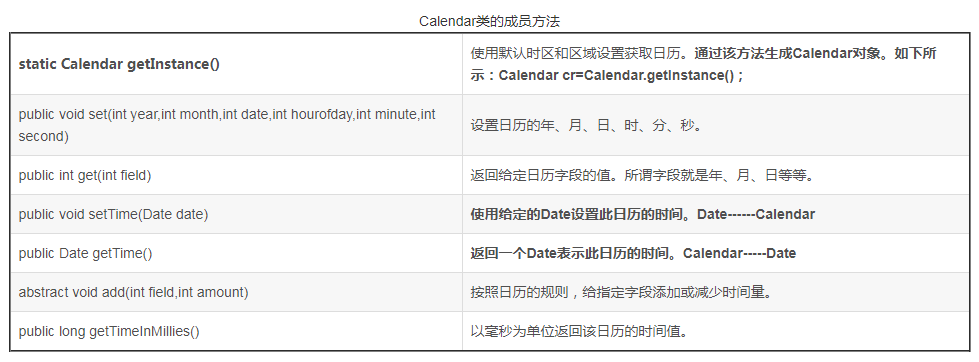 Calendar类的成员方法
static Calendar getInstance()
使用默认时区和区域设置获取日历。通过该方法生成Calendar对象。如下所
示：Calendar cr=Calendar.getInstance()；
public void set(int year,int month,int date,int hourofday,int minute,int
second)
设置日历的年、月、日、时、分、秒。
public int get(int field)
返回给定日历字段的值。所谓字段就是年、月、日等等。
public void setTime(Date date)
使用给定的Date设置此日历的时间。Date------Calendar
public Date getTime()
返回一个Date表示此日历的时间。Calendar-----Date
abstract void add(int field,int amount)
按照日历的规则，给指定字段添加或减少时间量。
public long getTimeInMillies()
以毫秒为单位返回该日历的时间值。